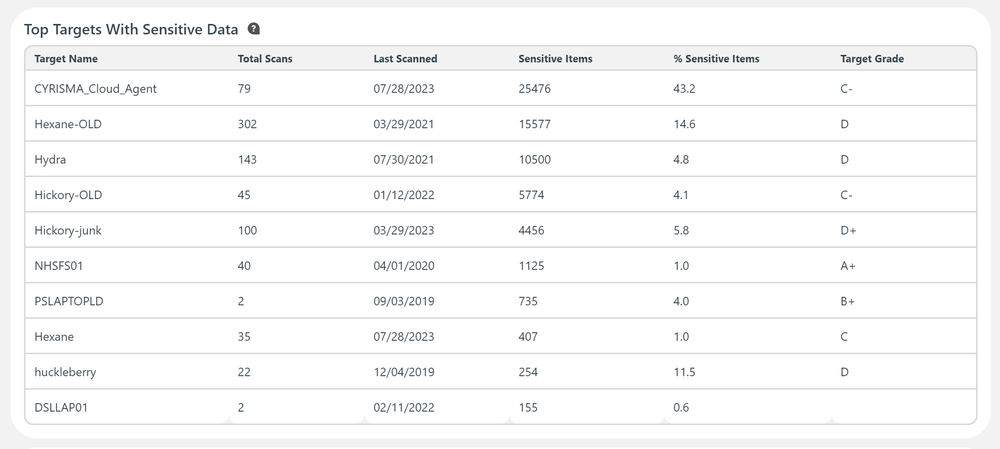 Top Targets With Sensitive Data ?
Target Name Total Scans Last Scanned Sensitive Items % Sensitive Items Target Grade
CYRISMA_Cloud_Agent 79 07/28/2023 25476 43.2 C-
Hexane-OLD 302 03/29/2021 15577 14.6 D
Hydra 143 07/30/2021 10500 4.8 D
Hickory-OLD 45 01/12/2022 5774 4.1 C-
Hickory-junk 100 03/29/2023 4456 5.8 D+
NHSFS01 40 04/01/2020 1125 1.0 A+
PSLAPTOPLD 2 09/03/2019 735 4.0 B+
Hexane 35 07/28/2023 407 1.0 C
huckleberry 22 12/04/2019 254 11.5 D
DSLLAP01 2 02/11/2022 155 0.6